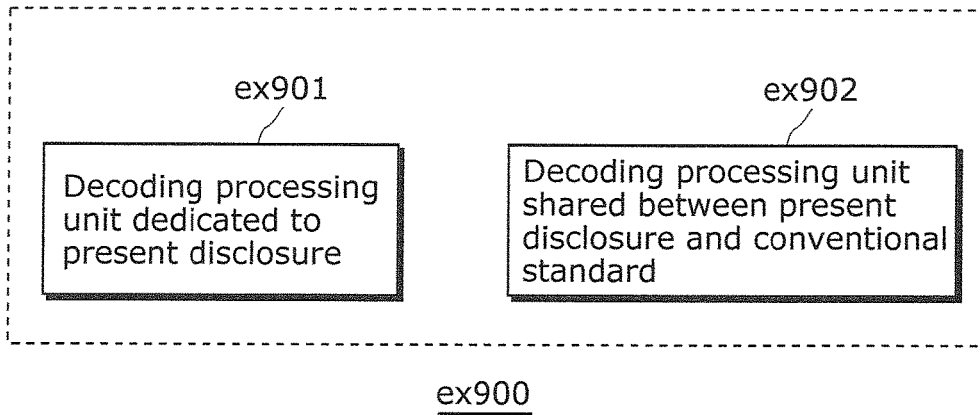 ex901
ex902
Decoding processing
unit dedicated to
present disclosure
Decoding processing unit
shared between present
disclosure and conventional
standard
ex900